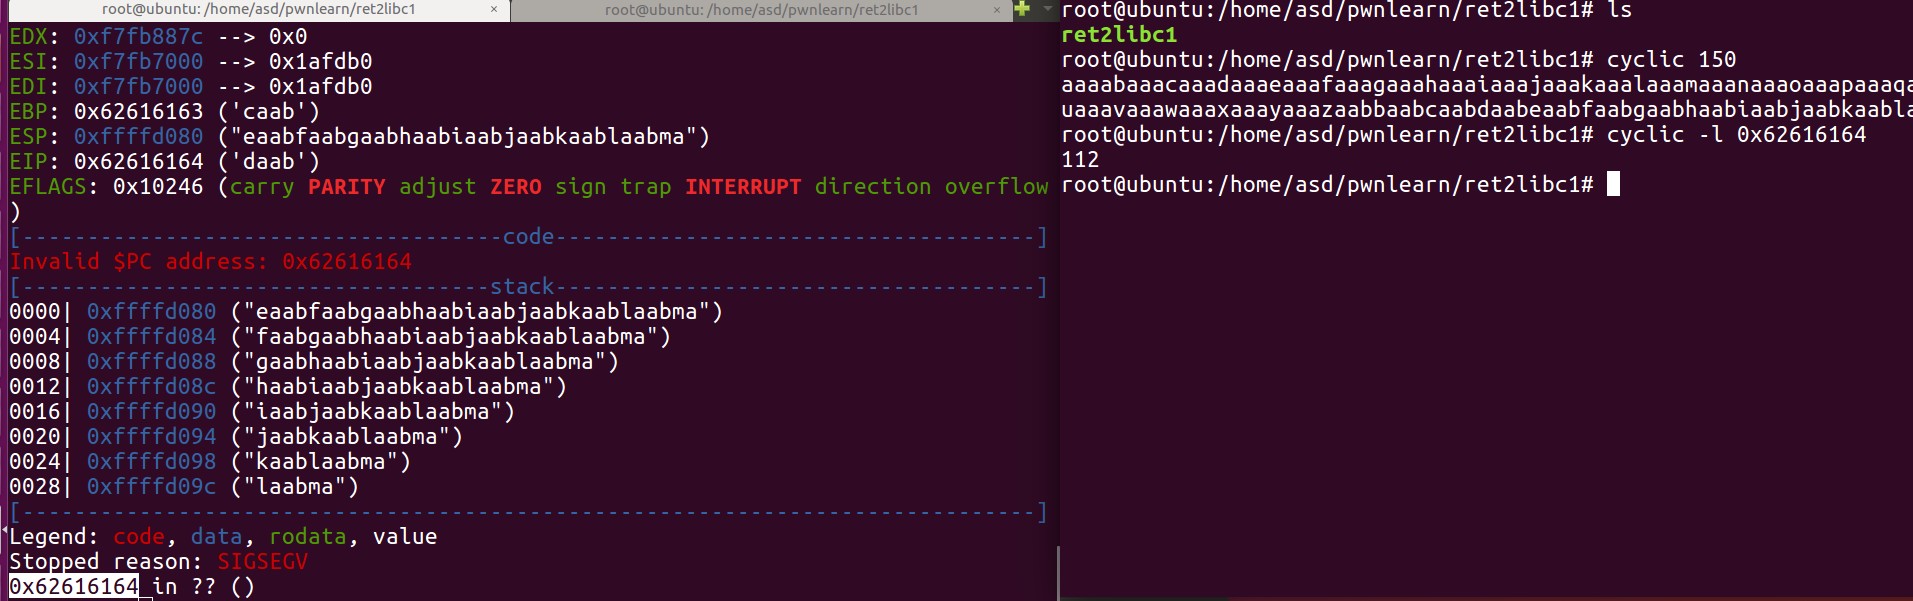 root@ubuntu: /home/asd/pwnlearn/ret2libc1 × root@ubuntu: /home/asd/pwnlearn/ret2libc1 ×
EDX: 0xf7fb887c --> 0x0
ESI: 0xf7fb7000 --> 0x1afdb0
EDI: 0xf7fb7000 --> 0x1afdb0
EBP: 0x62616163 ('caab')
ESP: 0xffffd080 ("eaabfaabgaabhaabiaabjaabkaablaabma")
EIP: 0x62616164 ('daab')
EFLAGS: 0x10246 (carry PARITY adjust ZERO sign trap INTERRUPT direction overflow
)
[-------------------------------------code-------------------------------------]
Invalid $PC address: 0x62616164
[------------------------------------stack-------------------------------------]
0000| 0xffffd080 ("eaabfaabgaabhaabiaabjaabkaablaabma")
0004| 0xffffd084 ("faabgaabhaabiaabjaabkaablaabma")
0008| 0xffffd088 ("gaabhaabiaabjaabkaablaabma")
0012| 0xffffd08c ("haabiaabjaabkaablaabma")
0016| 0xffffd090 ("iaabjaabkaablaabma")
0020| 0xffffd094 ("jaabkaablaabma")
0024| 0xffffd098 ("kaablaabma")
0028| 0xffffd09c ("laabma")
[------------------------------------------------------------------------------]
Legend: code, data, rodata, value
Stopped reason: SIGSEGV
0x62616164 in ?? ()
root@ubuntu:/home/asd/pwnlearn/ret2libc1# ls
ret2libc1
root@ubuntu:/home/asd/pwnlearn/ret2libc1# cyclic 150
aaaabaaacaaadaaaeaaafaaagaaahaaaiaaajaaakaaalaaamaaanaaaoaaapaaaqa
uaaavaaawaaaxaaayaaazaabbaabcaabdaabeaabfaabgaabhaabiaabjaabkaabla
root@ubuntu:/home/asd/pwnlearn/ret2libc1# cyclic -l 0x62616164
112
root@ubuntu:/home/asd/pwnlearn/ret2libc1#